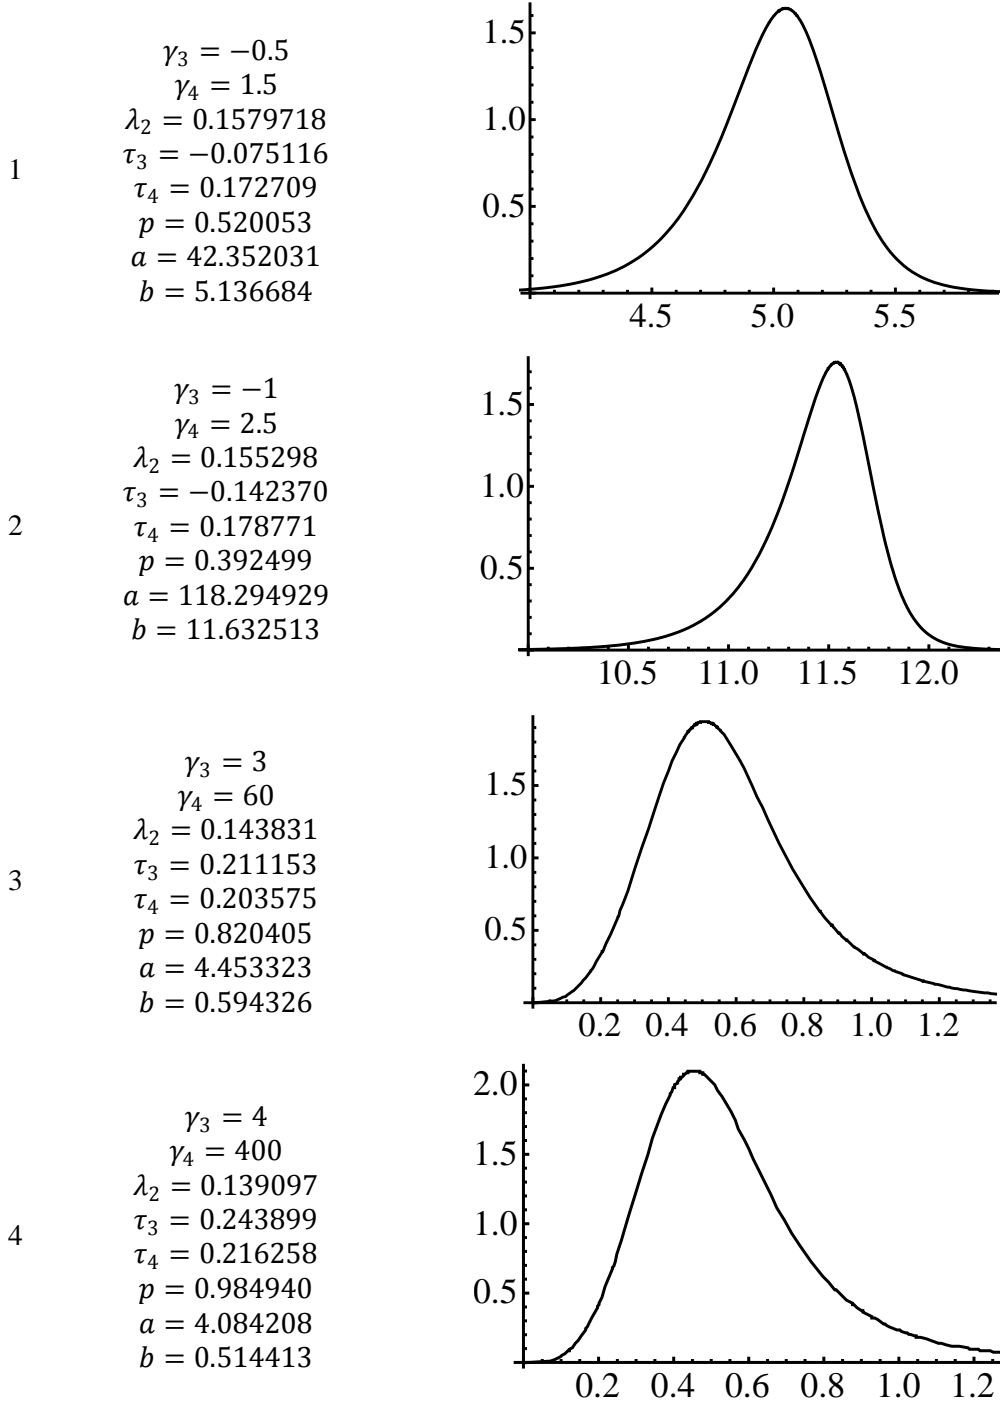 1
γ₃ = −0.5
γ₄ = 1.5
λ₂ = 0.1579718
τ₃ = −0.075116
τ₄ = 0.172709
p = 0.520053
a = 42.352031
b = 5.136684
1.5
1.0
0.5
4.5 5.0 5.5
2
γ₃ = −1
γ₄ = 2.5
λ₂ = 0.155298
τ₃ = −0.142370
τ₄ = 0.178771
p = 0.392499
a = 118.294929
b = 11.632513
1.5
1.0
0.5
10.5 11.0 11.5 12.0
3
γ₃ = 3
γ₄ = 60
λ₂ = 0.143831
τ₃ = 0.211153
τ₄ = 0.203575
p = 0.820405
a = 4.453323
b = 0.594326
1.5
1.0
0.5
0.2 0.4 0.6 0.8 1.0 1.2
4
γ₃ = 4
γ₄ = 400
λ₂ = 0.139097
τ₃ = 0.243899
τ₄ = 0.216258
p = 0.984940
a = 4.084208
b = 0.514413
2.0
1.5
1.0
0.5
0.2 0.4 0.6 0.8 1.0 1.2